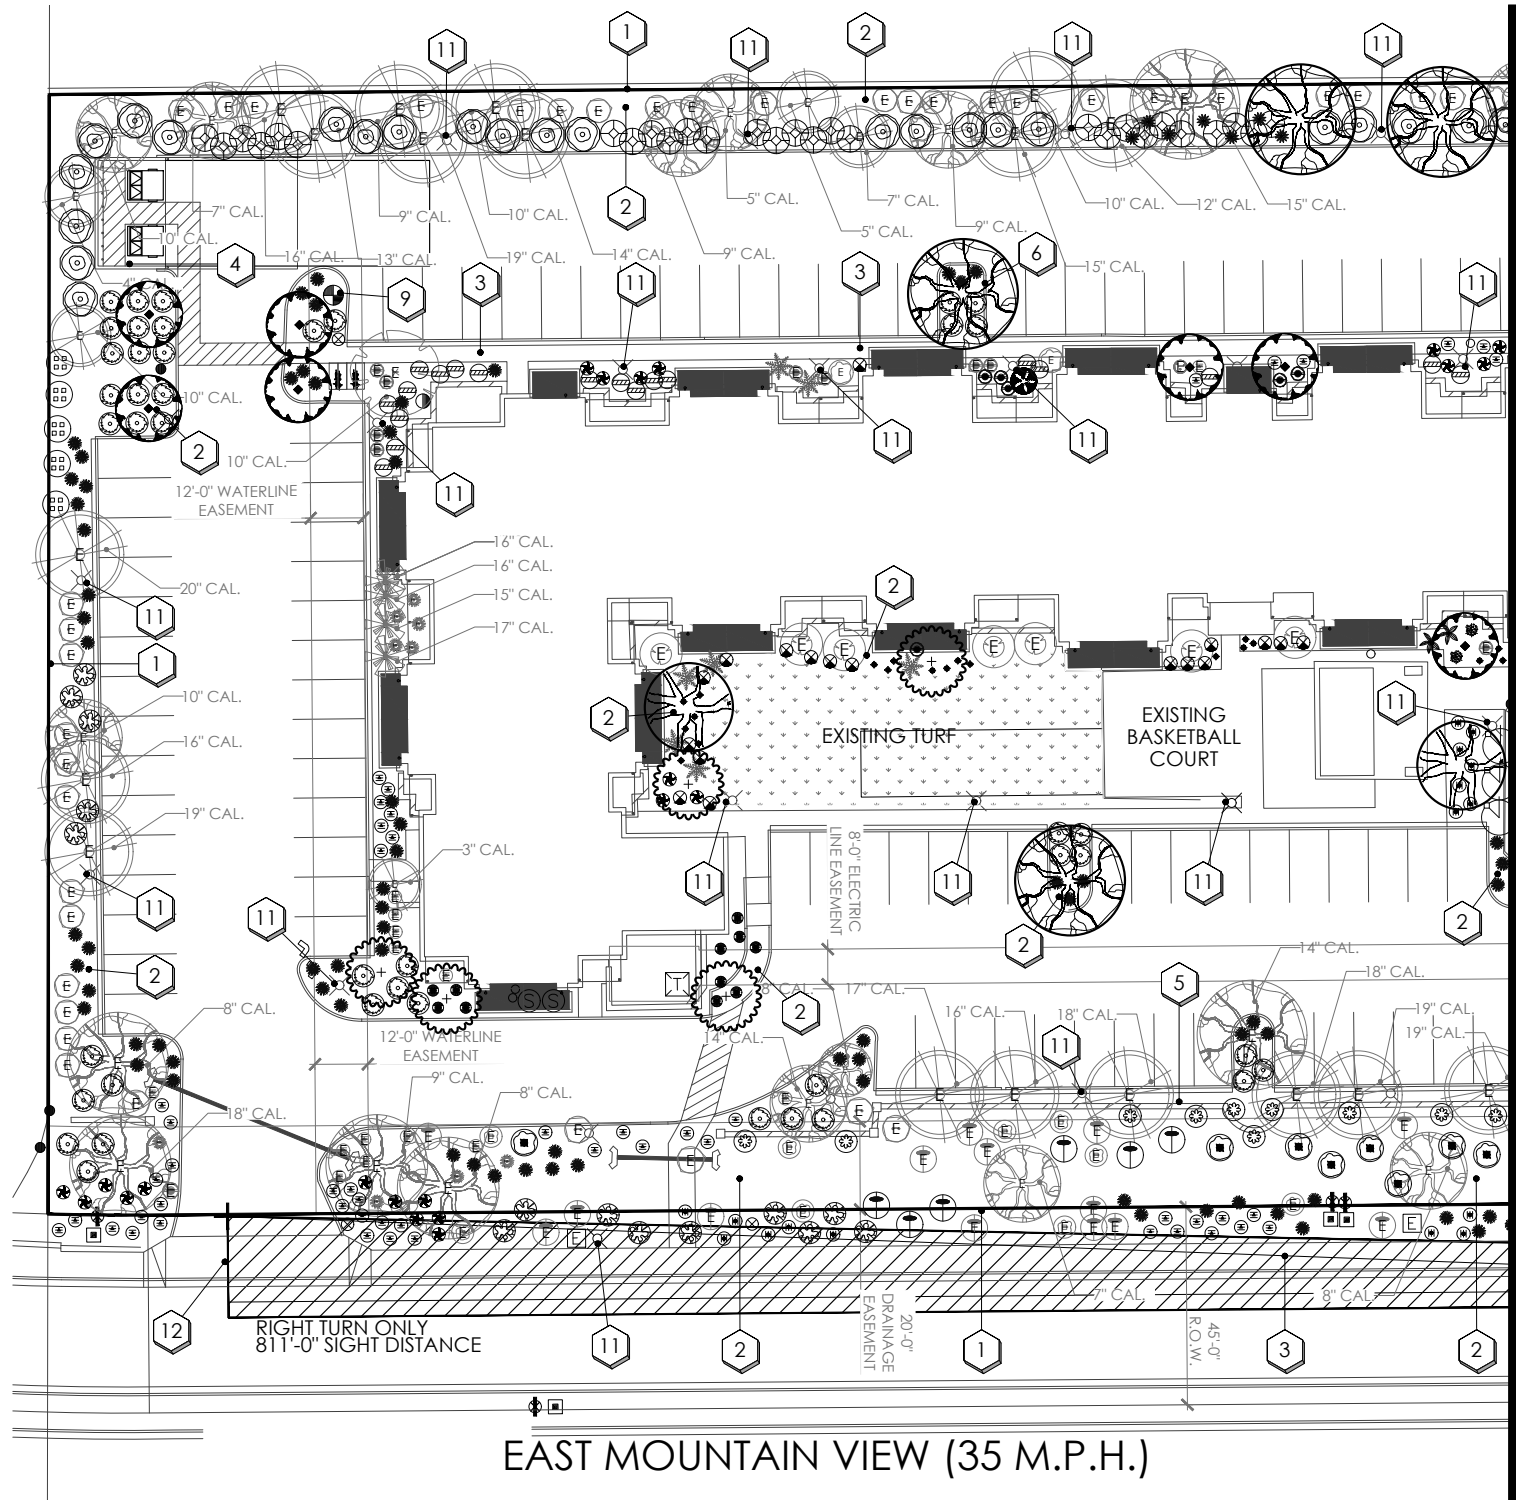 1
2
11
11
11
11
2
7" CAL.
9" CAL.
10" CAL.
5" CAL.
7" CAL.
10" CAL.
12" CAL.
15" CAL.
10" CAL.
16" CAL.
13" CAL.
19" CAL.
14" CAL.
9" CAL.
5" CAL.
9" CAL.
15" CAL.
4
9
3
11
3
6
11
10" CAL.
2
10" CAL.
11
11
11
12'-0" WATERLINE
EASEMENT
16" CAL.
16" CAL.
15" CAL.
17" CAL.
20" CAL.
11
1
2
10" CAL.
16" CAL.
19" CAL.
3" CAL.
2
EXISTING TURF
EXISTING
BASKETBALL
COURT
11
11
11
11
11
11
2
2
8'-0" ELECTRIC
LINE EASEMENT
2
2
T
S S
8" CAL.
12'-0" WATERLINE
EASEMENT
14" CAL.
17" CAL.
16" CAL.
18" CAL.
14" CAL.
18" CAL.
19" CAL.
19" CAL.
5
11
9" CAL.
8" CAL.
18" CAL.
E
E
12
RIGHT TURN ONLY
811'-0" SIGHT DISTANCE
11
2
20'-0"
DRAINAGE
EASEMENT
1
7" CAL.
45'-0"
R.O.W.
3
8" CAL.
2
EAST MOUNTAIN VIEW (35 M.P.H.)